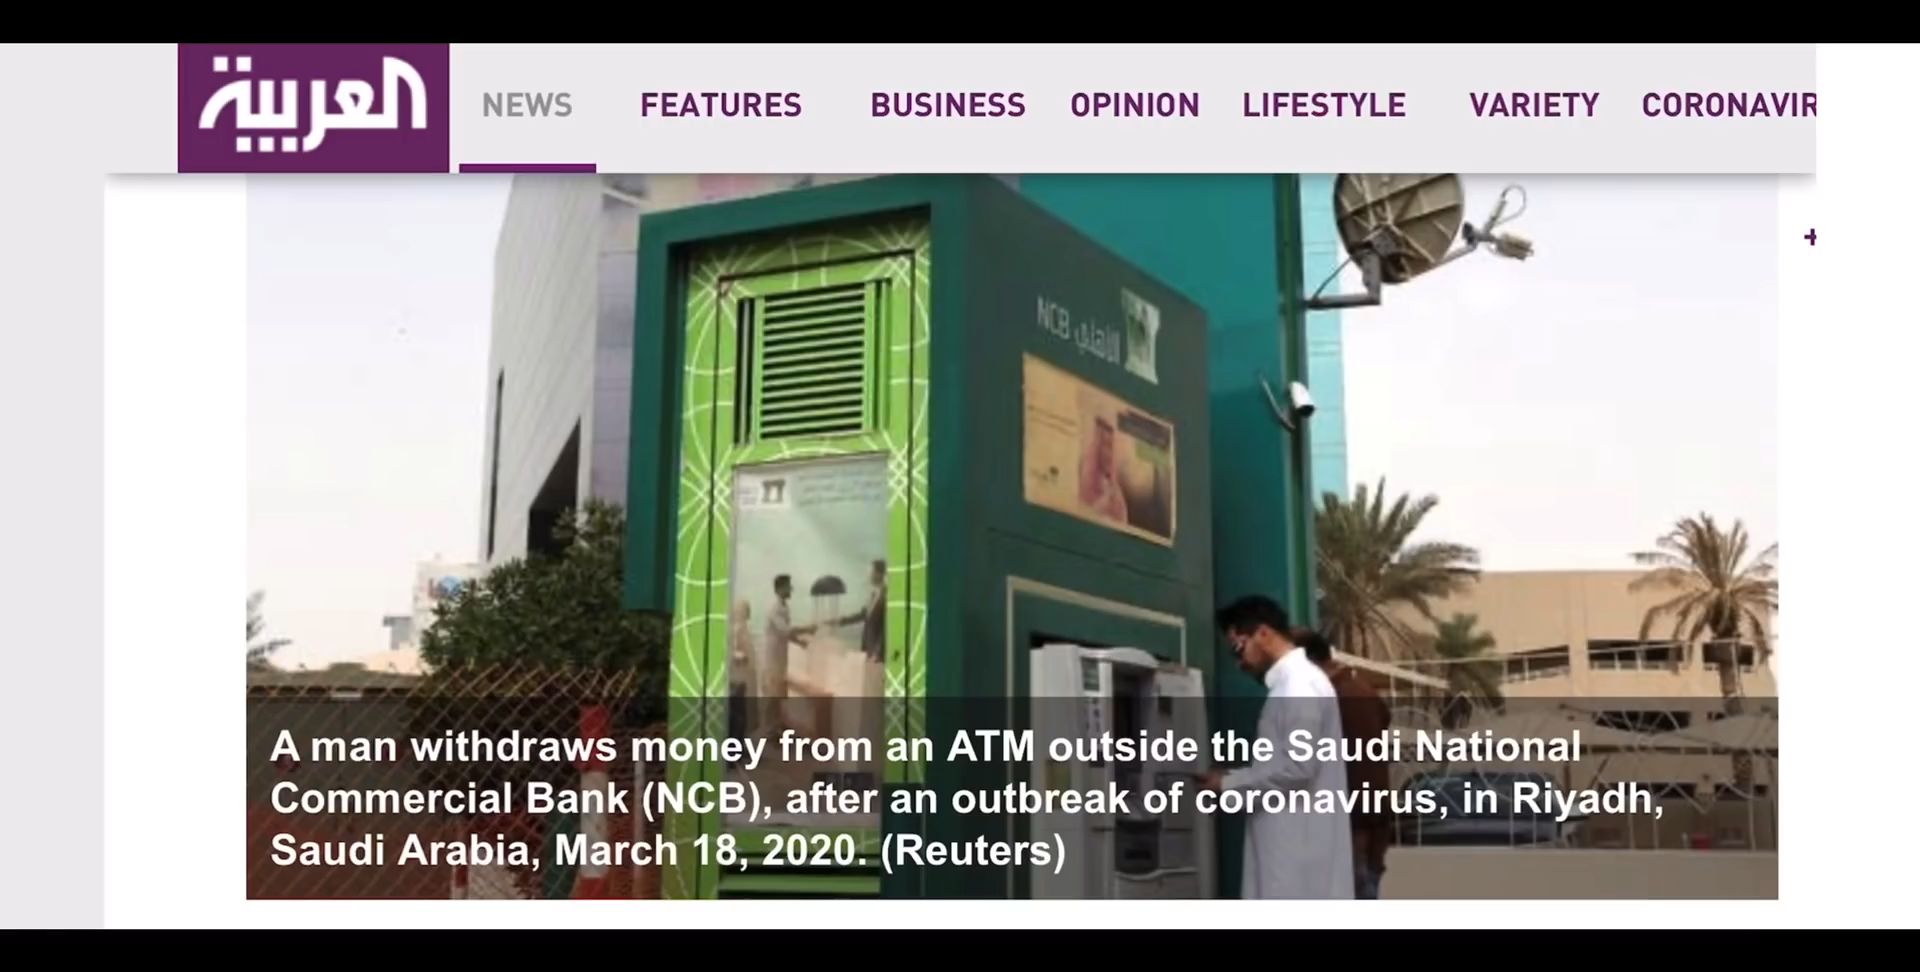 العربية
NEWS
FEATURES
BUSINESS
OPINION
LIFESTYLE
VARIETY
CORONAVIR
+
NCB الأهلي
A man withdraws money from an ATM outside the Saudi National
Commercial Bank (NCB), after an outbreak of coronavirus, in Riyadh,
Saudi Arabia, March 18, 2020. (Reuters)